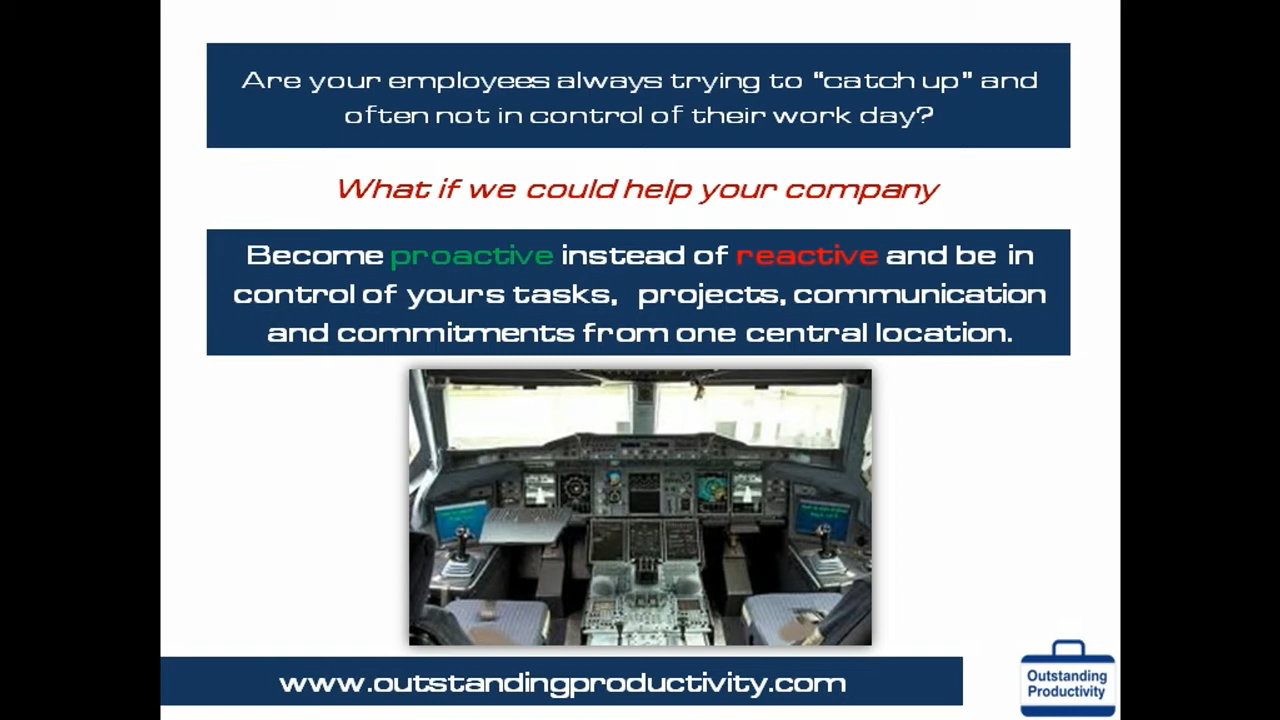 Are your employees always trying to “catch up” and
often not in control of their work day?
What if we could help your company
Become proactive instead of reactive and be in
control of yours tasks, projects, communication
and commitments from one central location.
www.outstandingproductivity.com
Outstanding
Productivity